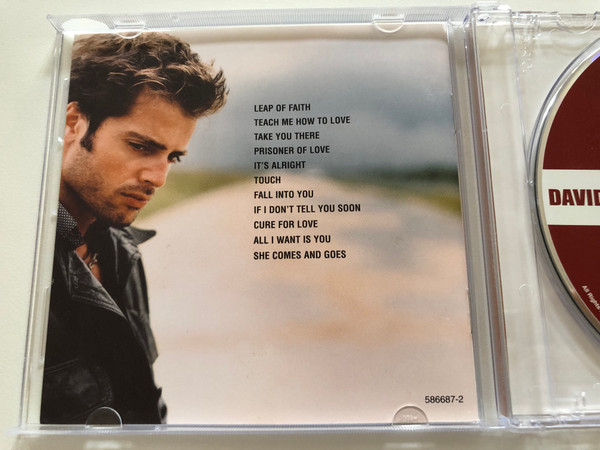 LEAP OF FAITH
TEACH ME HOW TO LOVE
TAKE YOU THERE
PRISONER OF LOVE
IT'S ALRIGHT
TOUCH
FALL INTO YOU
IF I DON'T TELL YOU SOON
CURE FOR LOVE
ALL I WANT IS YOU
SHE COMES AND GOES
586687-2
DAVID
All Rights